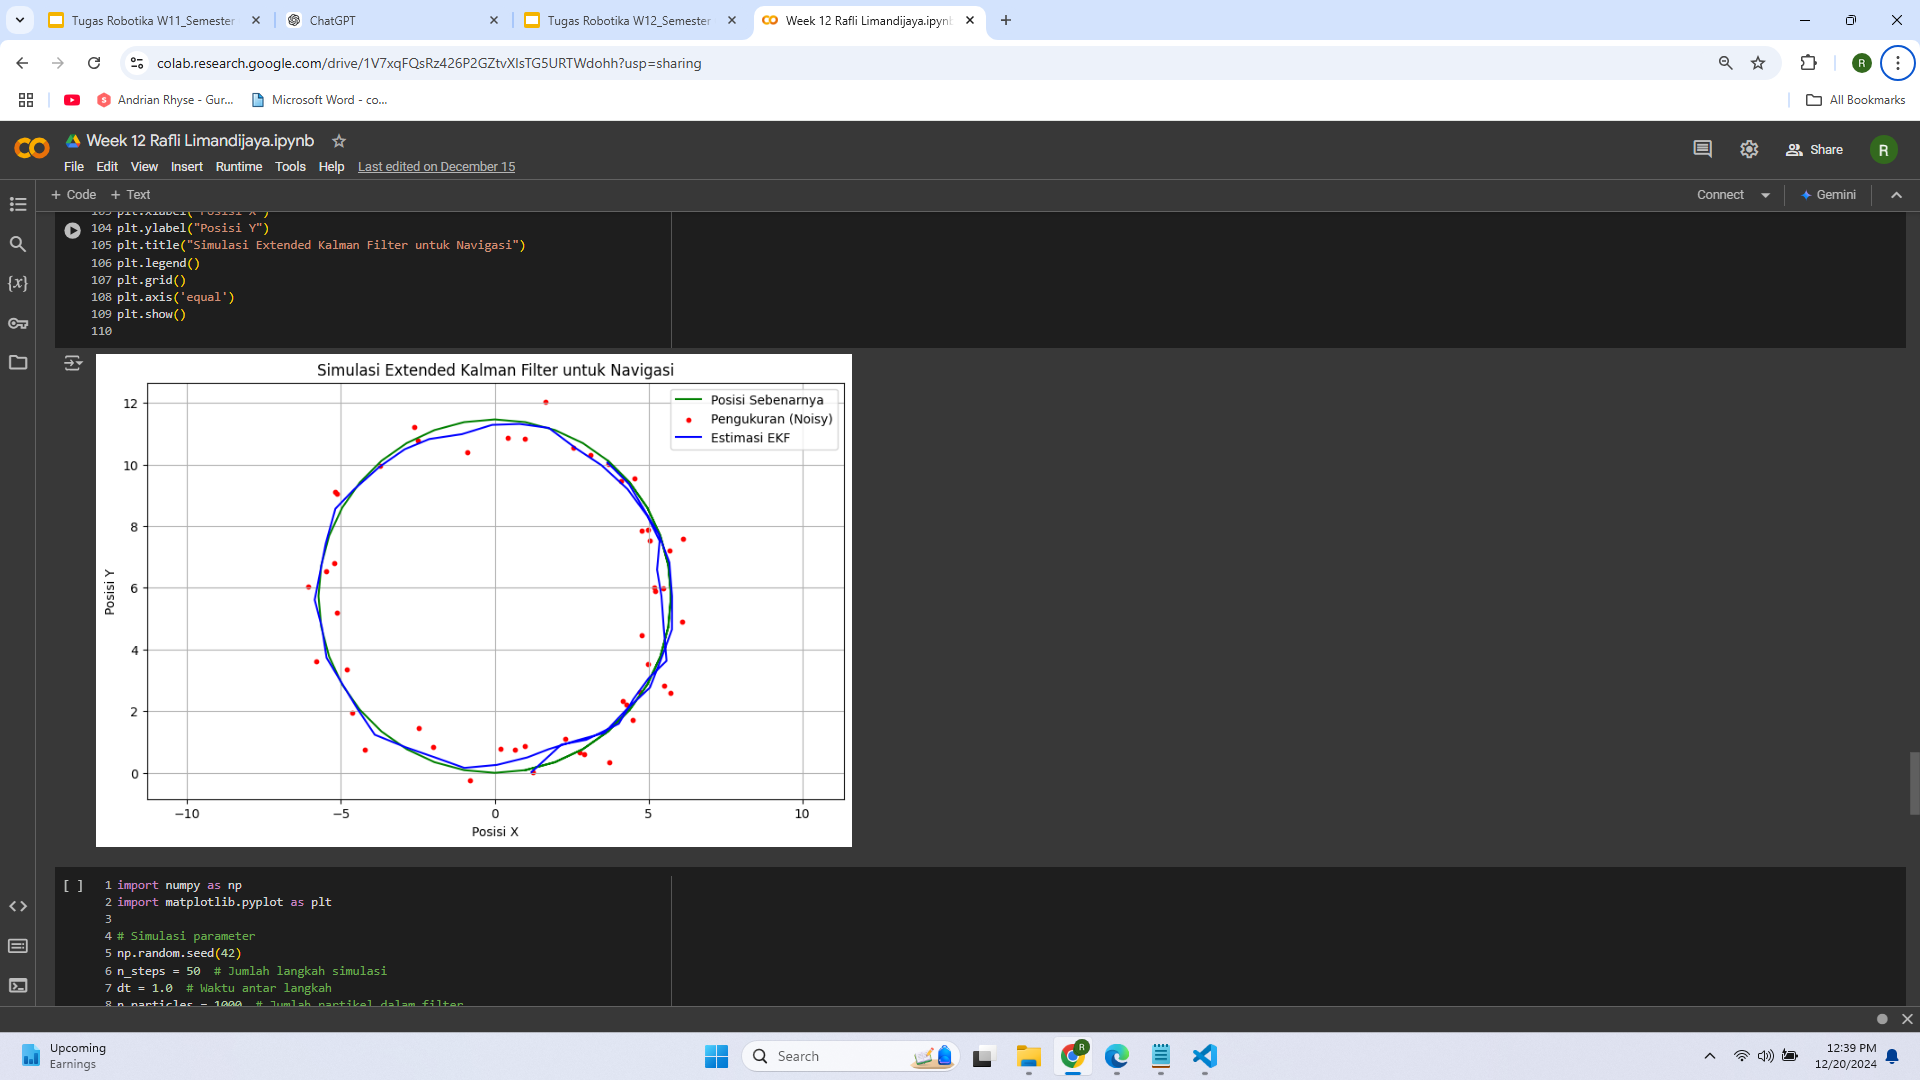 Tugas Robotika W11_Semester
ChatGPT
Tugas Robotika W12_Semester
Week 12 Rafli Limandijaya.ipynb
colab.research.google.com/drive/1V7xqFQsRz426P2GZtvXIsTG5URTWdohh?usp=sharing
R
Andrian Rhyse - Gur...
Microsoft Word - co...
All Bookmarks
Week 12 Rafli Limandijaya.ipynb
File Edit View Insert Runtime Tools Help Last edited on December 15
Share
R
+ Code + Text
Connect
Gemini
103 plt.xlabel("Posisi X")
104 plt.ylabel("Posisi Y")
105 plt.title("Simulasi Extended Kalman Filter untuk Navigasi")
106 plt.legend()
107 plt.grid()
108 plt.axis('equal')
109 plt.show()
110
Simulasi Extended Kalman Filter untuk Navigasi
Posisi Sebenarnya
Pengukuran (Noisy)
Estimasi EKF
12
10
8
6
4
2
0
Posisi Y
−10 −5 0 5 10
Posisi X
[ ]
1 import numpy as np
2 import matplotlib.pyplot as plt
3
4 # Simulasi parameter
5 np.random.seed(42)
6 n_steps = 50 # Jumlah langkah simulasi
7 dt = 1.0 # Waktu antar langkah
8 n_particles = 1000 # Jumlah partikel dalam filter
Upcoming
Earnings
Search
R
12:39 PM
12/20/2024